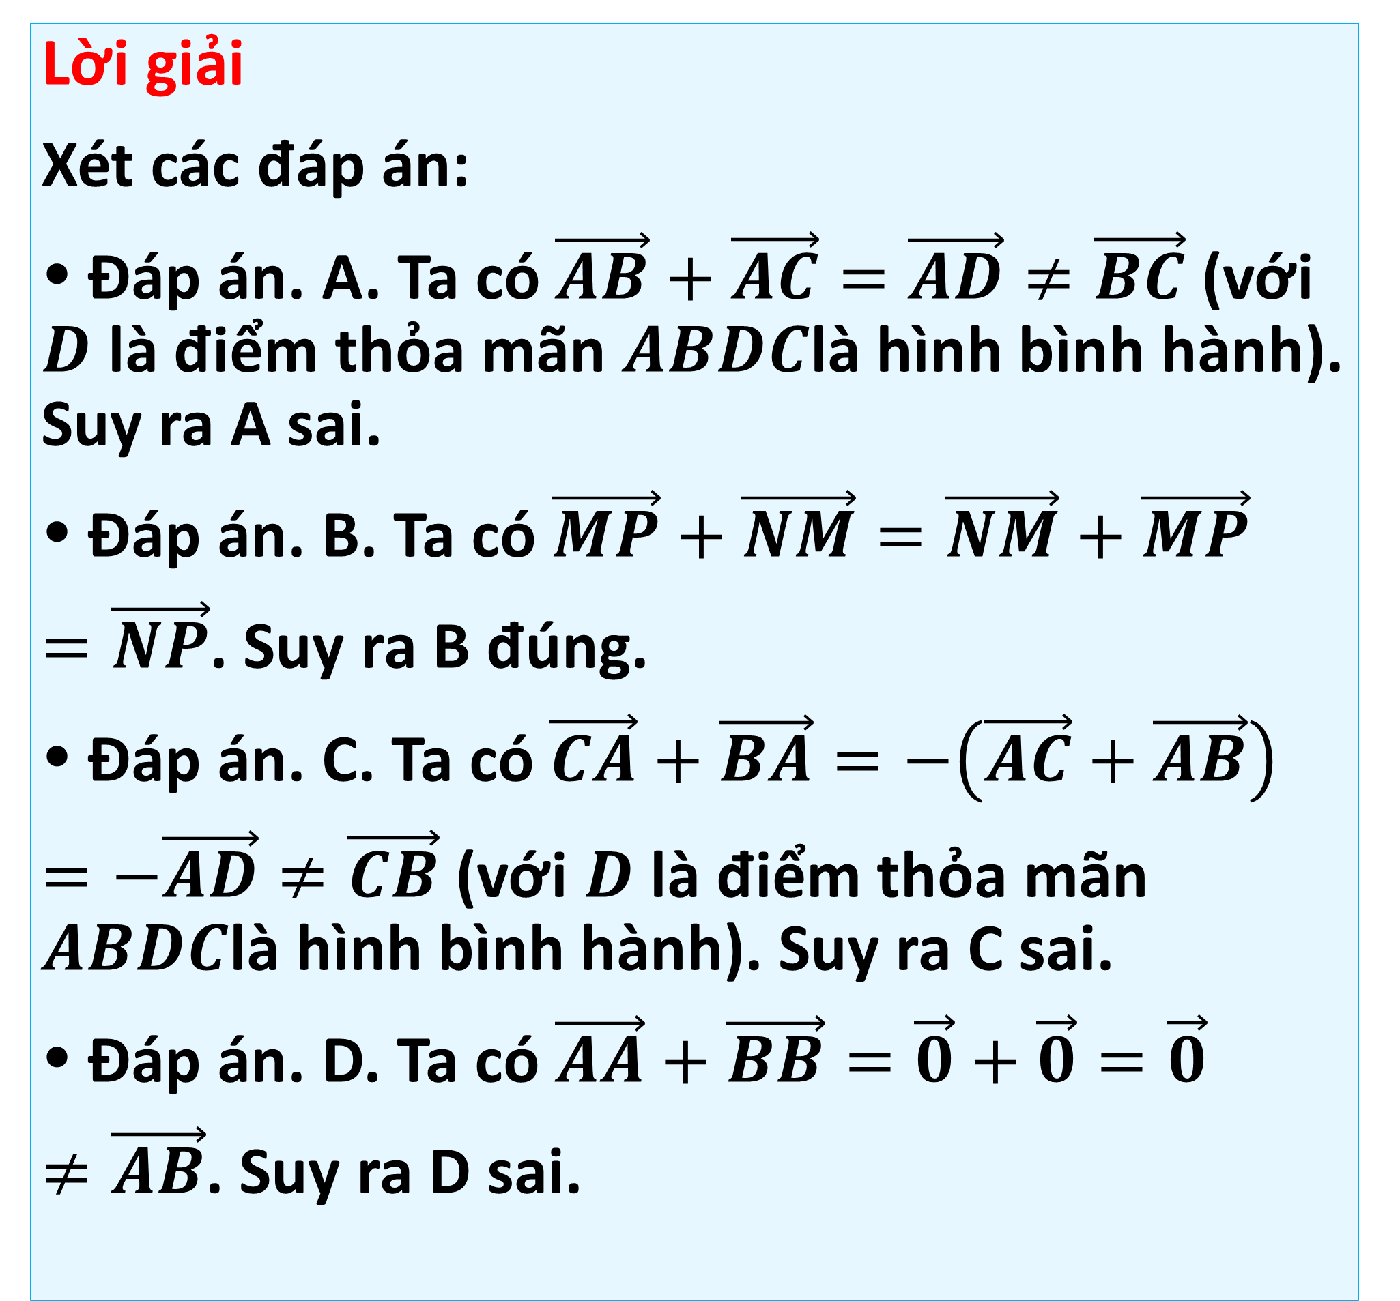 Lời giải
Xét các đáp án:
• Đáp án. A. Ta có $\overrightarrow{AB} + \overrightarrow{AC} = \overrightarrow{AD} \neq \overrightarrow{BC}$ (với
$D$ là điểm thỏa mãn $ABDC$là hình bình hành).
Suy ra A sai.
• Đáp án. B. Ta có $\overrightarrow{MP} + \overrightarrow{NM} = \overrightarrow{NM} + \overrightarrow{MP}$
$= \overrightarrow{NP}$. Suy ra B đúng.
• Đáp án. C. Ta có $\overrightarrow{CA} + \overrightarrow{BA} = -(\overrightarrow{AC} + \overrightarrow{AB})$
$= -\overrightarrow{AD} \neq \overrightarrow{CB}$ (với $D$ là điểm thỏa mãn
$ABDC$là hình bình hành). Suy ra C sai.
• Đáp án. D. Ta có $\overrightarrow{AA} + \overrightarrow{BB} = \vec{0} + \vec{0} = \vec{0}$
$\neq \overrightarrow{AB}$. Suy ra D sai.